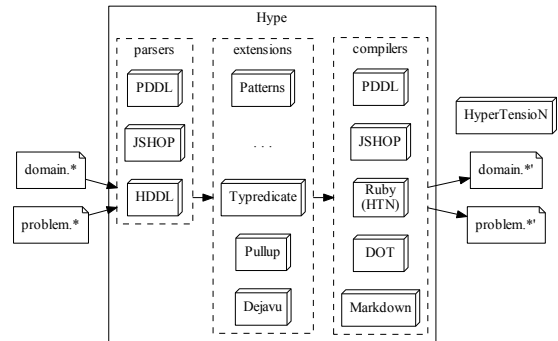 Hype
parsers
PDDL
JSHOP
HDDL
extensions
Patterns
. . .
Typredicate
Pullup
Dejavu
compilers
PDDL
JSHOP
Ruby
(HTN)
DOT
Markdown
domain.*
problem.*
HyperTensioN
domain.*'
problem.*'